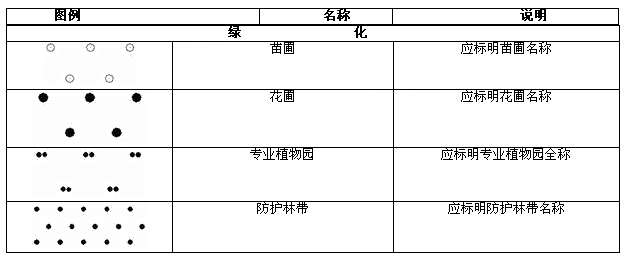 图例 名称 说明
绿 化
苗圃 应标明苗圃名称
花圃 应标明花圃名称
专业植物园 应标明专业植物园全称
防护林带 应标明防护林带名称